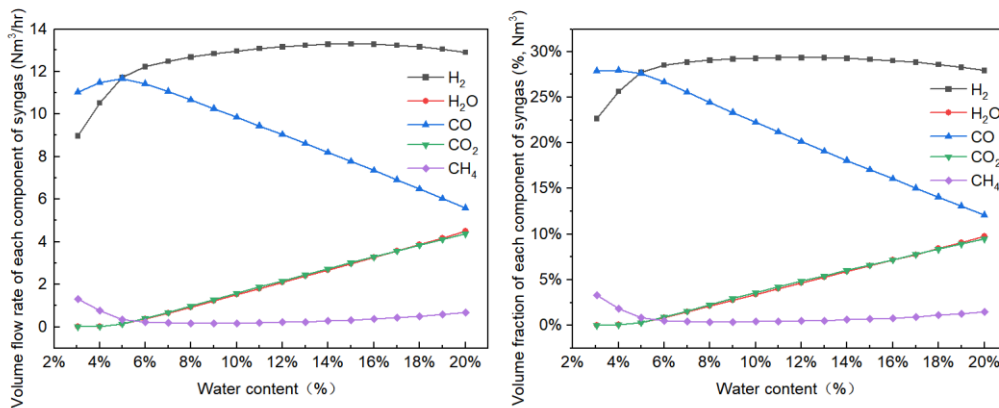 Volume flow rate of each component of syngas (Nm³/hr)
14
12
10
8
6
4
2
0
H₂
H₂O
CO
CO₂
CH₄
2% 4% 6% 8% 10% 12% 14% 16% 18% 20%
Water content（%）
Volume fraction of each component of syngas (%, Nm³)
30%
25%
20%
15%
10%
5%
0%
H₂
H₂O
CO
CO₂
CH₄
2% 4% 6% 8% 10% 12% 14% 16% 18% 20%
Water content（%）